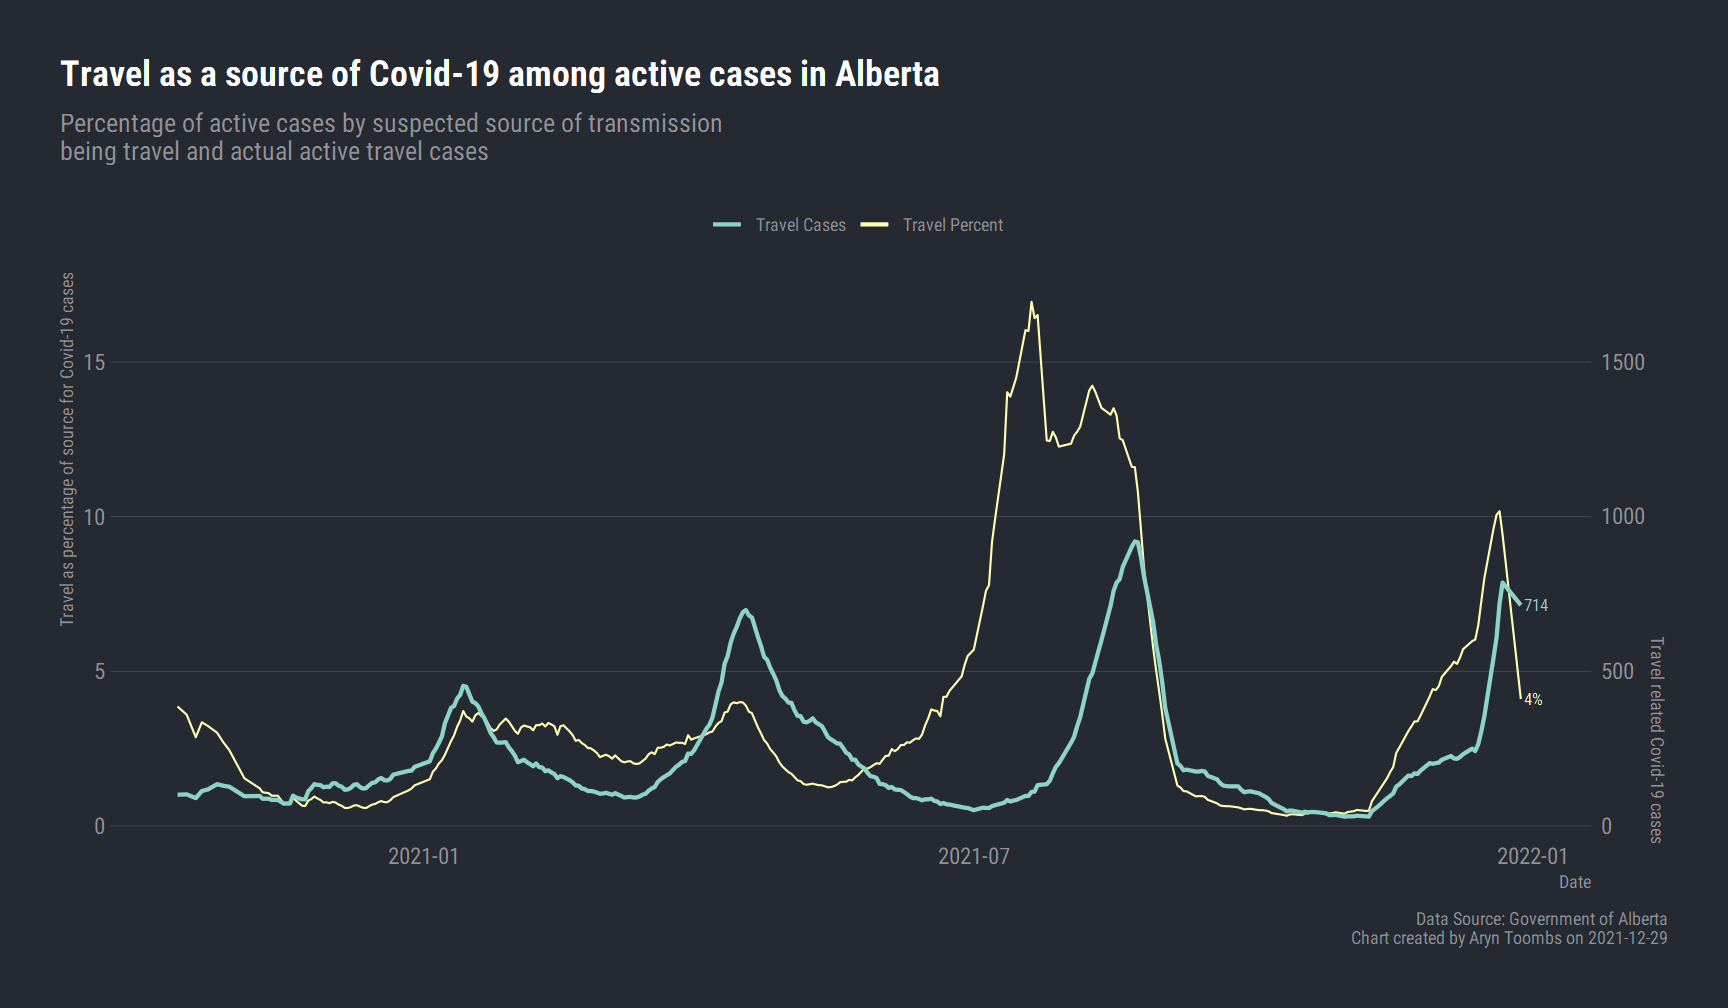 Travel as a source of Covid-19 among active cases in Alberta
Percentage of active cases by suspected source of transmission
being travel and actual active travel cases
Travel Cases
Travel Percent
Travel as percentage of source for Covid-19 cases
15
10
5
0
1500
1000
500
0
Travel related Covid-19 cases
714
4%
2021-01
2021-07
2022-01
Date
Data Source: Government of Alberta
Chart created by Aryn Toombs on 2021-12-29